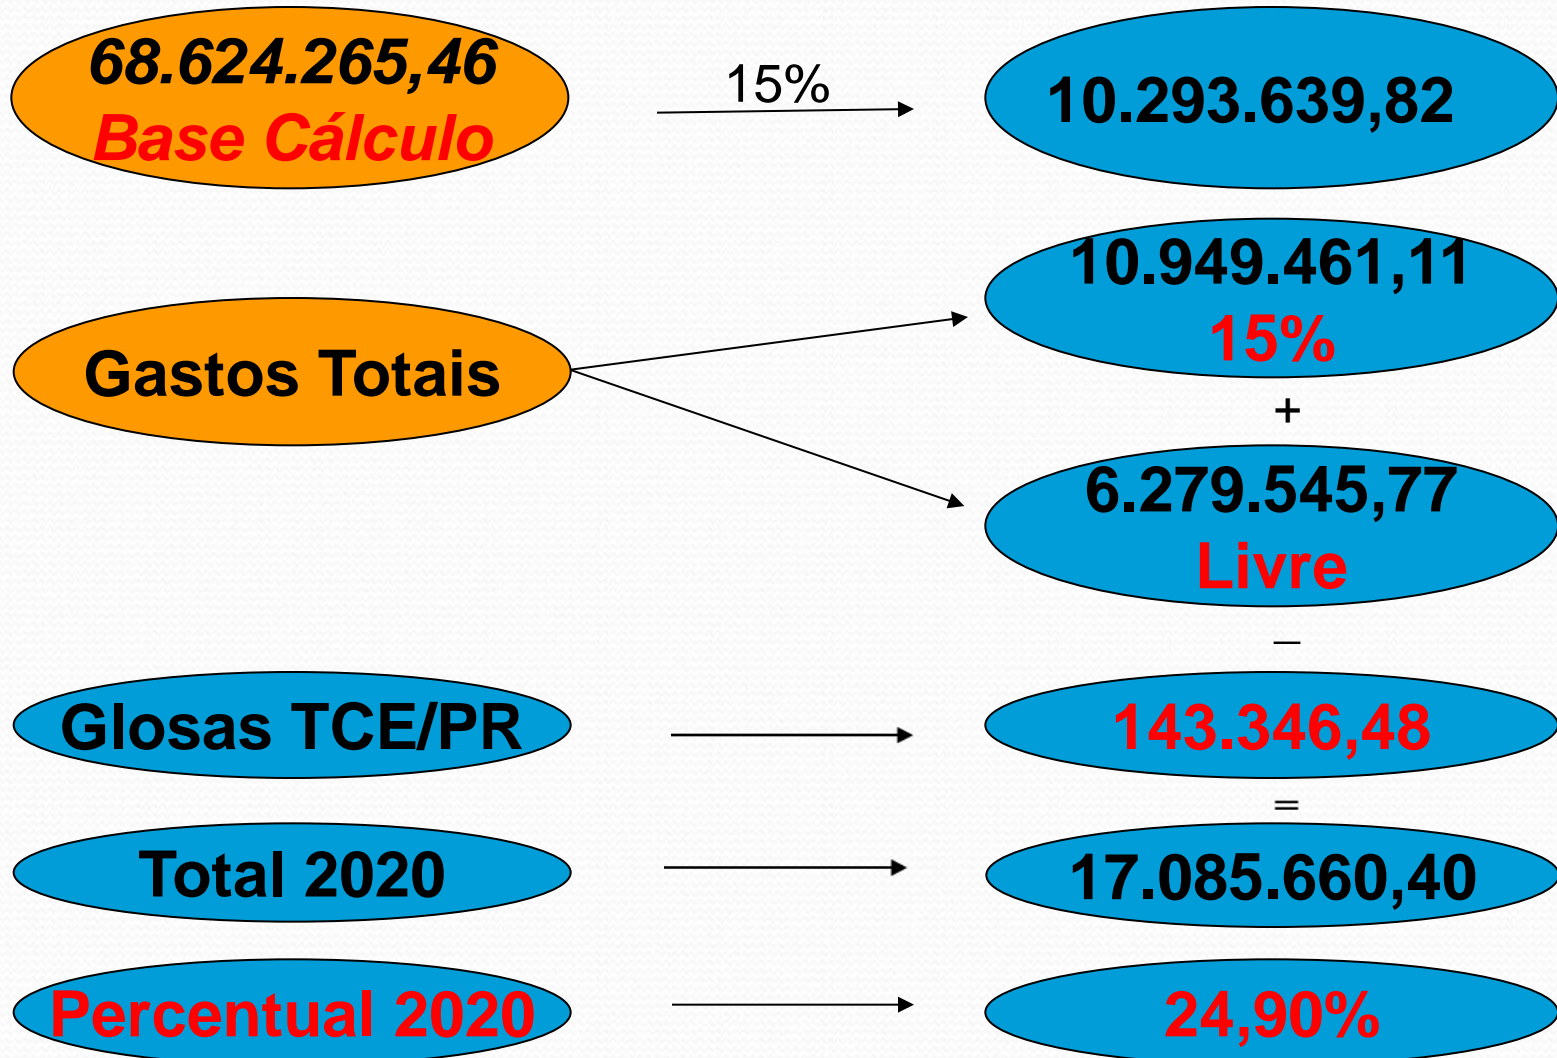 68.624.265,46
Base Cálculo
15%
10.293.639,82
Gastos Totais
10.949.461,11
15%
+
6.279.545,77
Livre
–
Glosas TCE/PR
143.346,48
=
Total 2020
17.085.660,40
Percentual 2020
24,90%